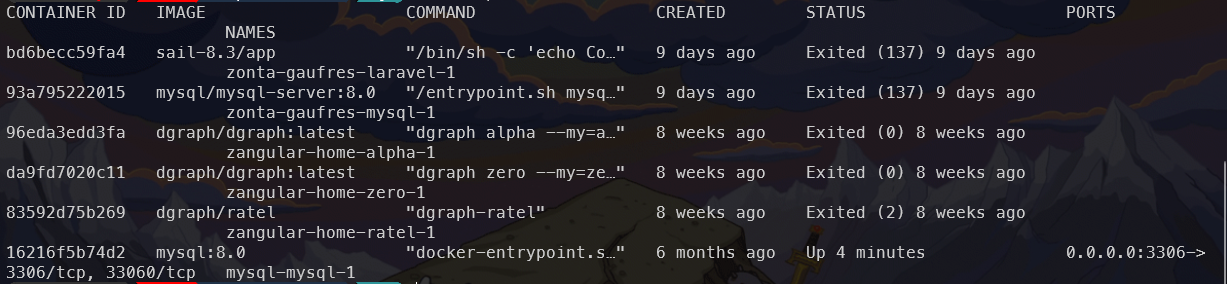 CONTAINER ID   IMAGE                    COMMAND                  CREATED        STATUS                    PORTS
                      NAMES
bd6becc59fa4   sail-8.3/app             "/bin/sh -c 'echo Co…"   9 days ago     Exited (137) 9 days ago
                      zonta-gaufres-laravel-1
93a795222015   mysql/mysql-server:8.0   "/entrypoint.sh mysq…"   9 days ago     Exited (137) 9 days ago
                      zonta-gaufres-mysql-1
96eda3edd3fa   dgraph/dgraph:latest     "dgraph alpha --my=a…"   8 weeks ago    Exited (0) 8 weeks ago
                      zangular-home-alpha-1
da9fd7020c11   dgraph/dgraph:latest     "dgraph zero --my=ze…"   8 weeks ago    Exited (0) 8 weeks ago
                      zangular-home-zero-1
83592d75b269   dgraph/ratel             "dgraph-ratel"           8 weeks ago    Exited (2) 8 weeks ago
                      zangular-home-ratel-1
16216f5b74d2   mysql:8.0                "docker-entrypoint.s…"   6 months ago   Up 4 minutes              0.0.0.0:3306->
3306/tcp, 33060/tcp   mysql-mysql-1